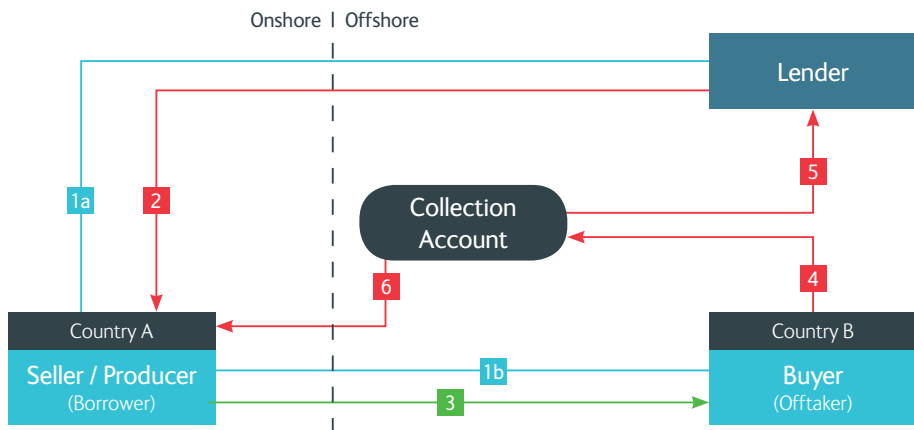 Onshore | Offshore
Lender
1a
2
5
Collection
Account
6
4
Country A
Country B
Seller / Producer
(Borrower)
1b
Buyer
(Offtaker)
3